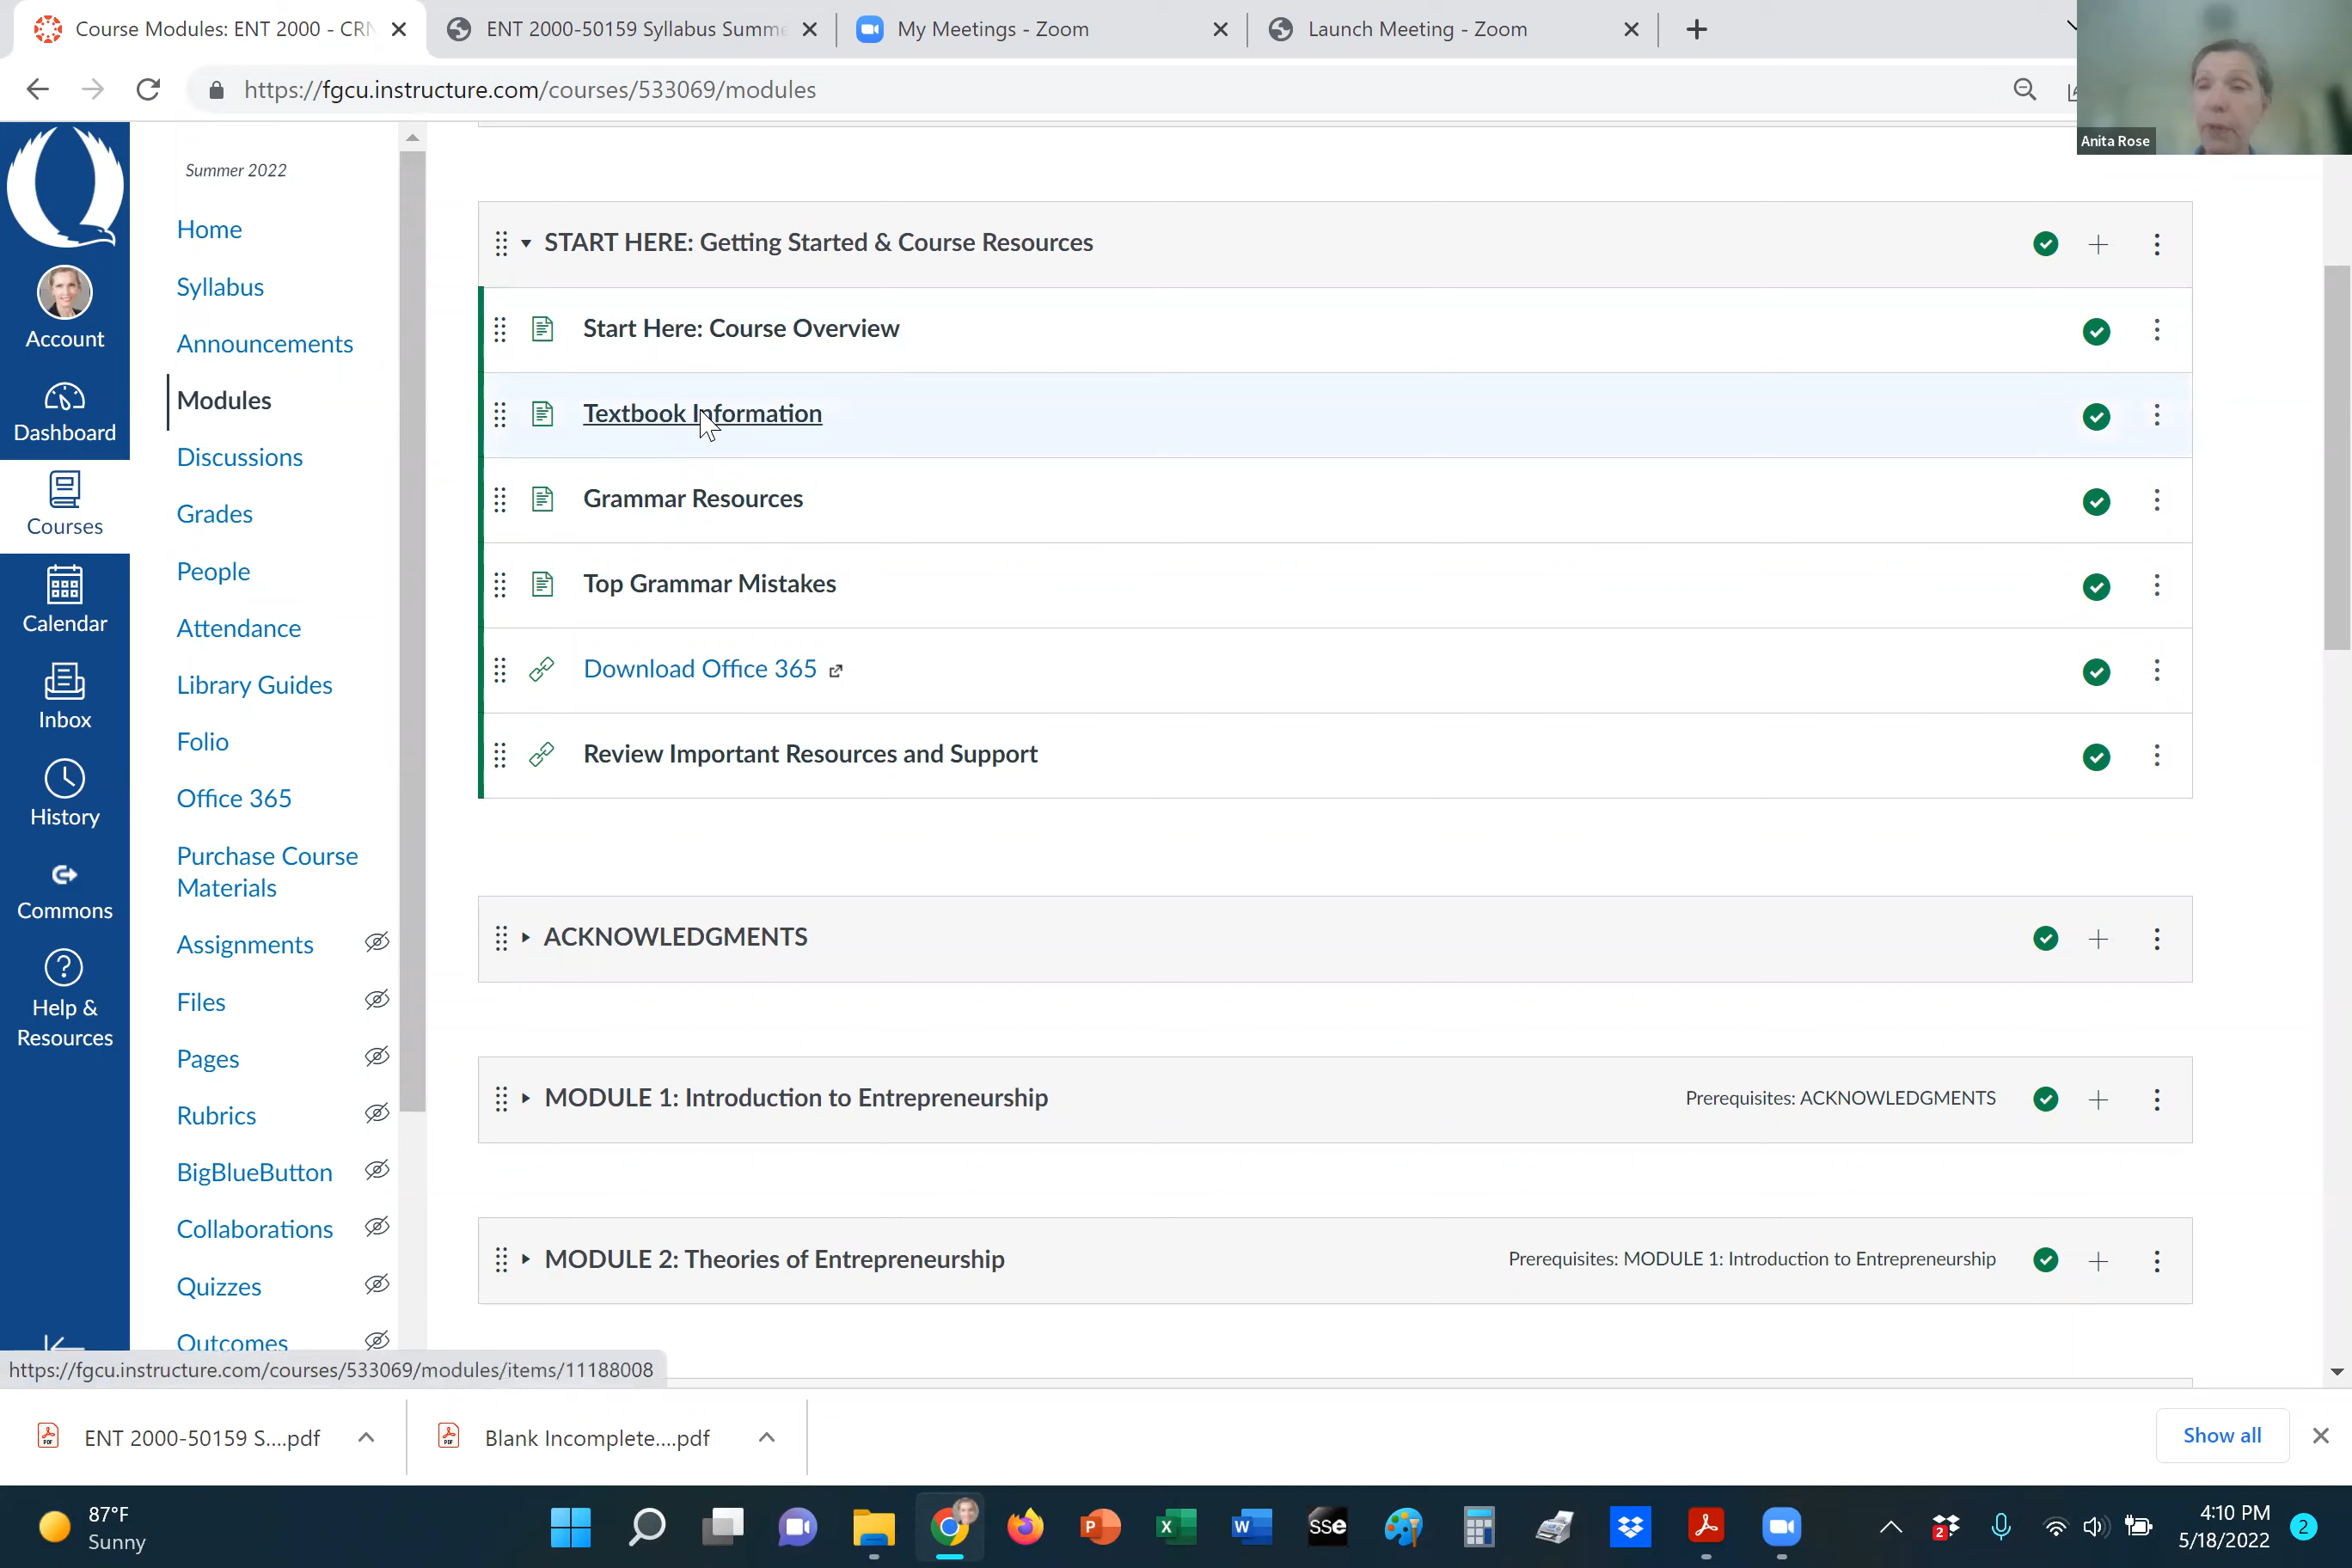 Course Modules: ENT 2000 - CRN
ENT 2000-50159 Syllabus Summe
My Meetings - Zoom
Launch Meeting - Zoom
https://fgcu.instructure.com/courses/533069/modules
Anita Rose
Account
Dashboard
Courses
Calendar
Inbox
History
Commons
Help &
Resources
Summer 2022
Home
Syllabus
Announcements
Modules
Discussions
Grades
People
Attendance
Library Guides
Folio
Office 365
Purchase Course
Materials
Assignments
Files
Pages
Rubrics
BigBlueButton
Collaborations
Quizzes
Outcomes
START HERE: Getting Started & Course Resources
Start Here: Course Overview
Textbook Information
Grammar Resources
Top Grammar Mistakes
Download Office 365
Review Important Resources and Support
ACKNOWLEDGMENTS
MODULE 1: Introduction to Entrepreneurship
Prerequisites: ACKNOWLEDGMENTS
MODULE 2: Theories of Entrepreneurship
Prerequisites: MODULE 1: Introduction to Entrepreneurship
https://fgcu.instructure.com/courses/533069/modules/items/11188008
ENT 2000-50159 S....pdf
Blank Incomplete....pdf
Show all
87°F
Sunny
sse
2
4:10 PM
5/18/2022
2